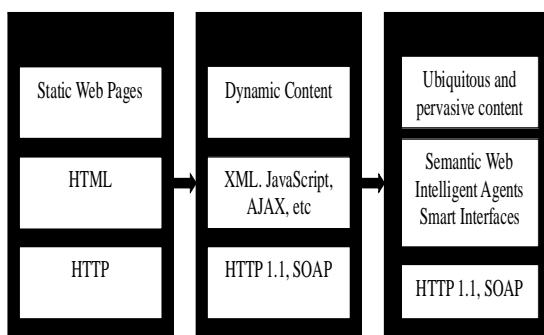 Static Web Pages
HTML
HTTP
Dynamic Content
XML. JavaScript,
AJAX, etc
HTTP 1.1, SOAP
Ubiquitous and
pervasive content
Semantic Web
Intelligent Agents
Smart Interfaces
HTTP 1.1, SOAP